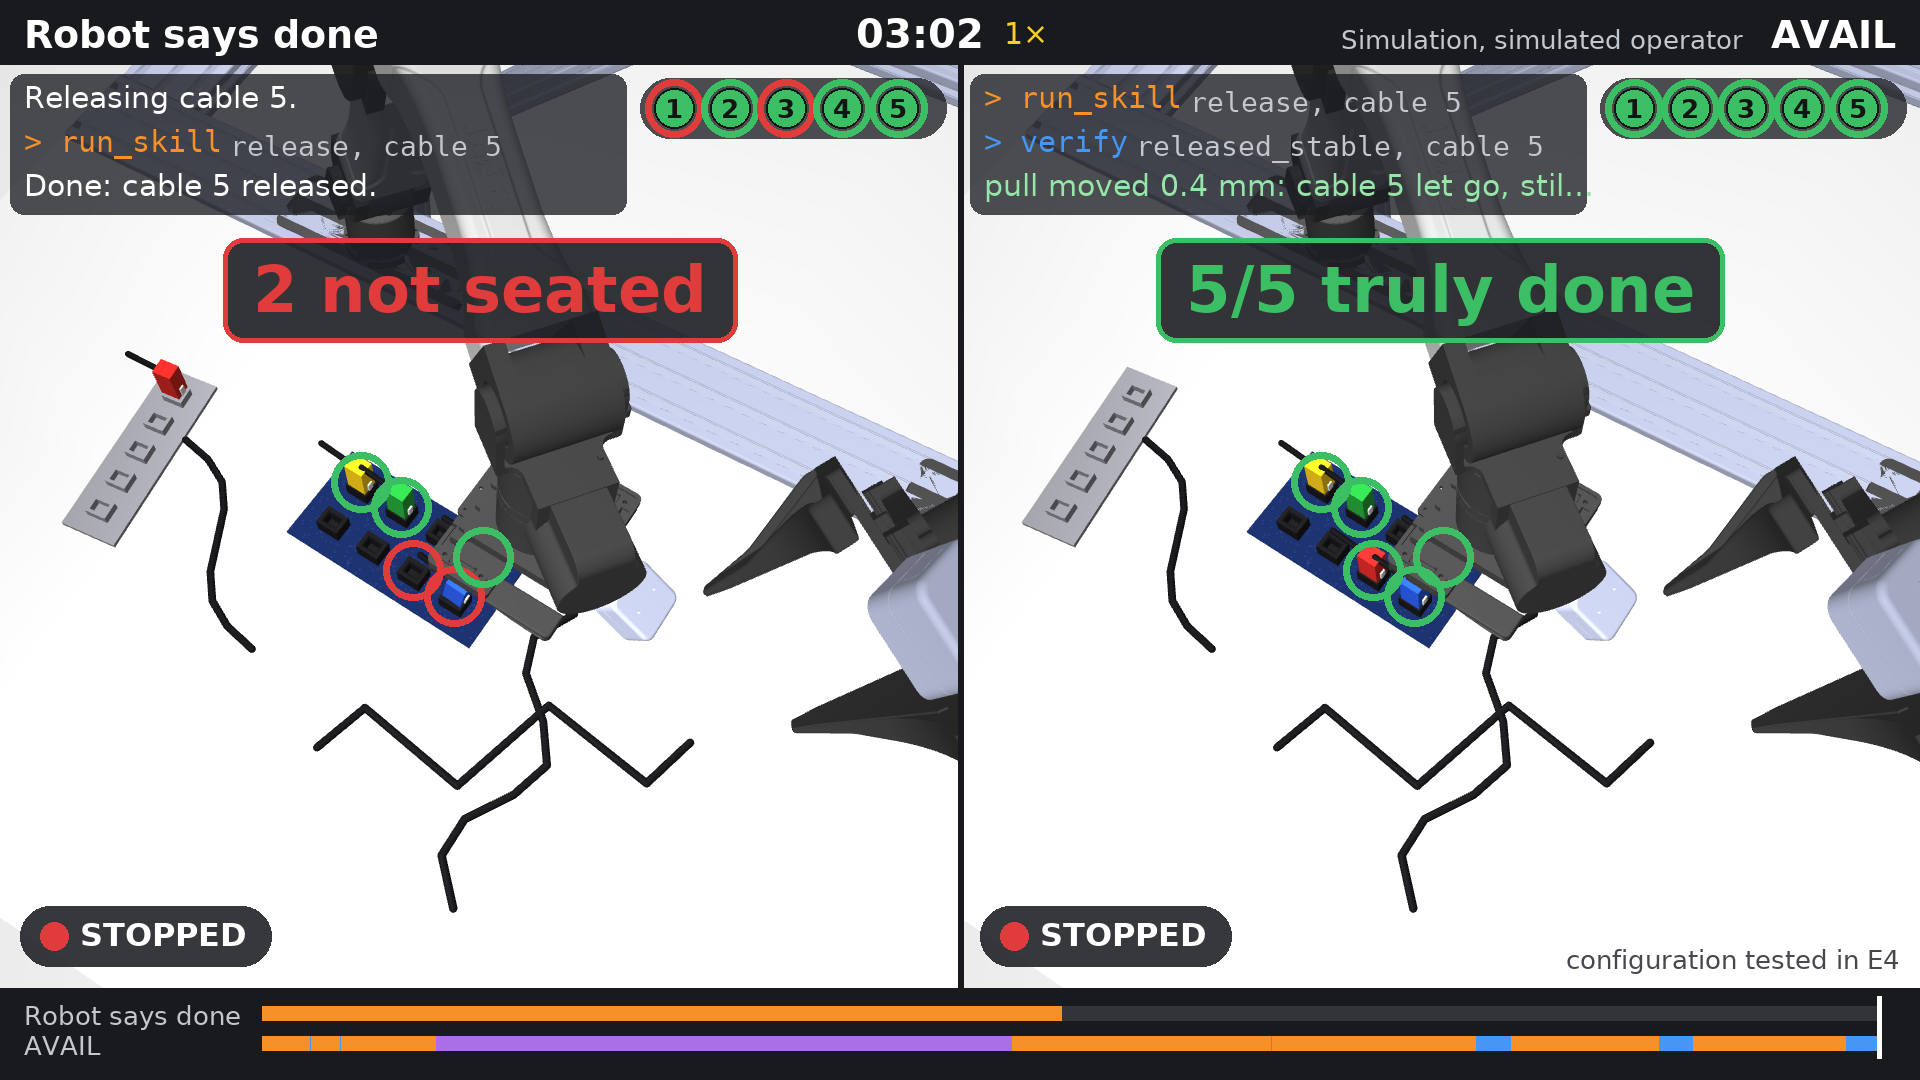 Robot says done
03:02 1×
Simulation, simulated operator AVAIL
Releasing cable 5.
> run_skill release, cable 5
Done: cable 5 released.
1 2 3 4 5
2 not seated
STOPPED
> run_skill release, cable 5
> verify released_stable, cable 5
pull moved 0.4 mm: cable 5 let go, stil...
1 2 3 4 5
5/5 truly done
STOPPED
configuration tested in E4
Robot says done
AVAIL